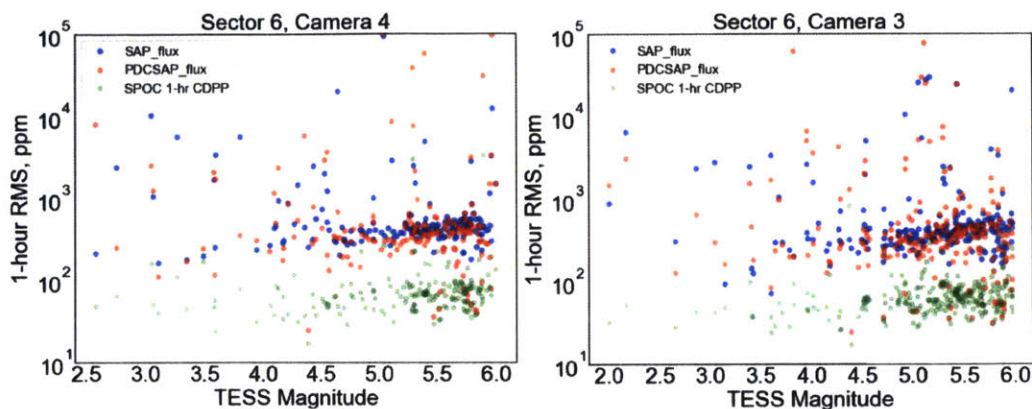 Sector 6, Camera 4
SAP_flux
PDCSAP_flux
SPOC 1-hr CDPP
10^5
10^4
10^3
10^2
10^1
1-hour RMS, ppm
2.5 3.0 3.5 4.0 4.5 5.0 5.5 6.0
TESS Magnitude
Sector 6, Camera 3
SAP_flux
PDCSAP_flux
SPOC 1-hr CDPP
10^5
10^4
10^3
10^2
10^1
1-hour RMS, ppm
2.0 2.5 3.0 3.5 4.0 4.5 5.0 5.5 6.0
TESS Magnitude